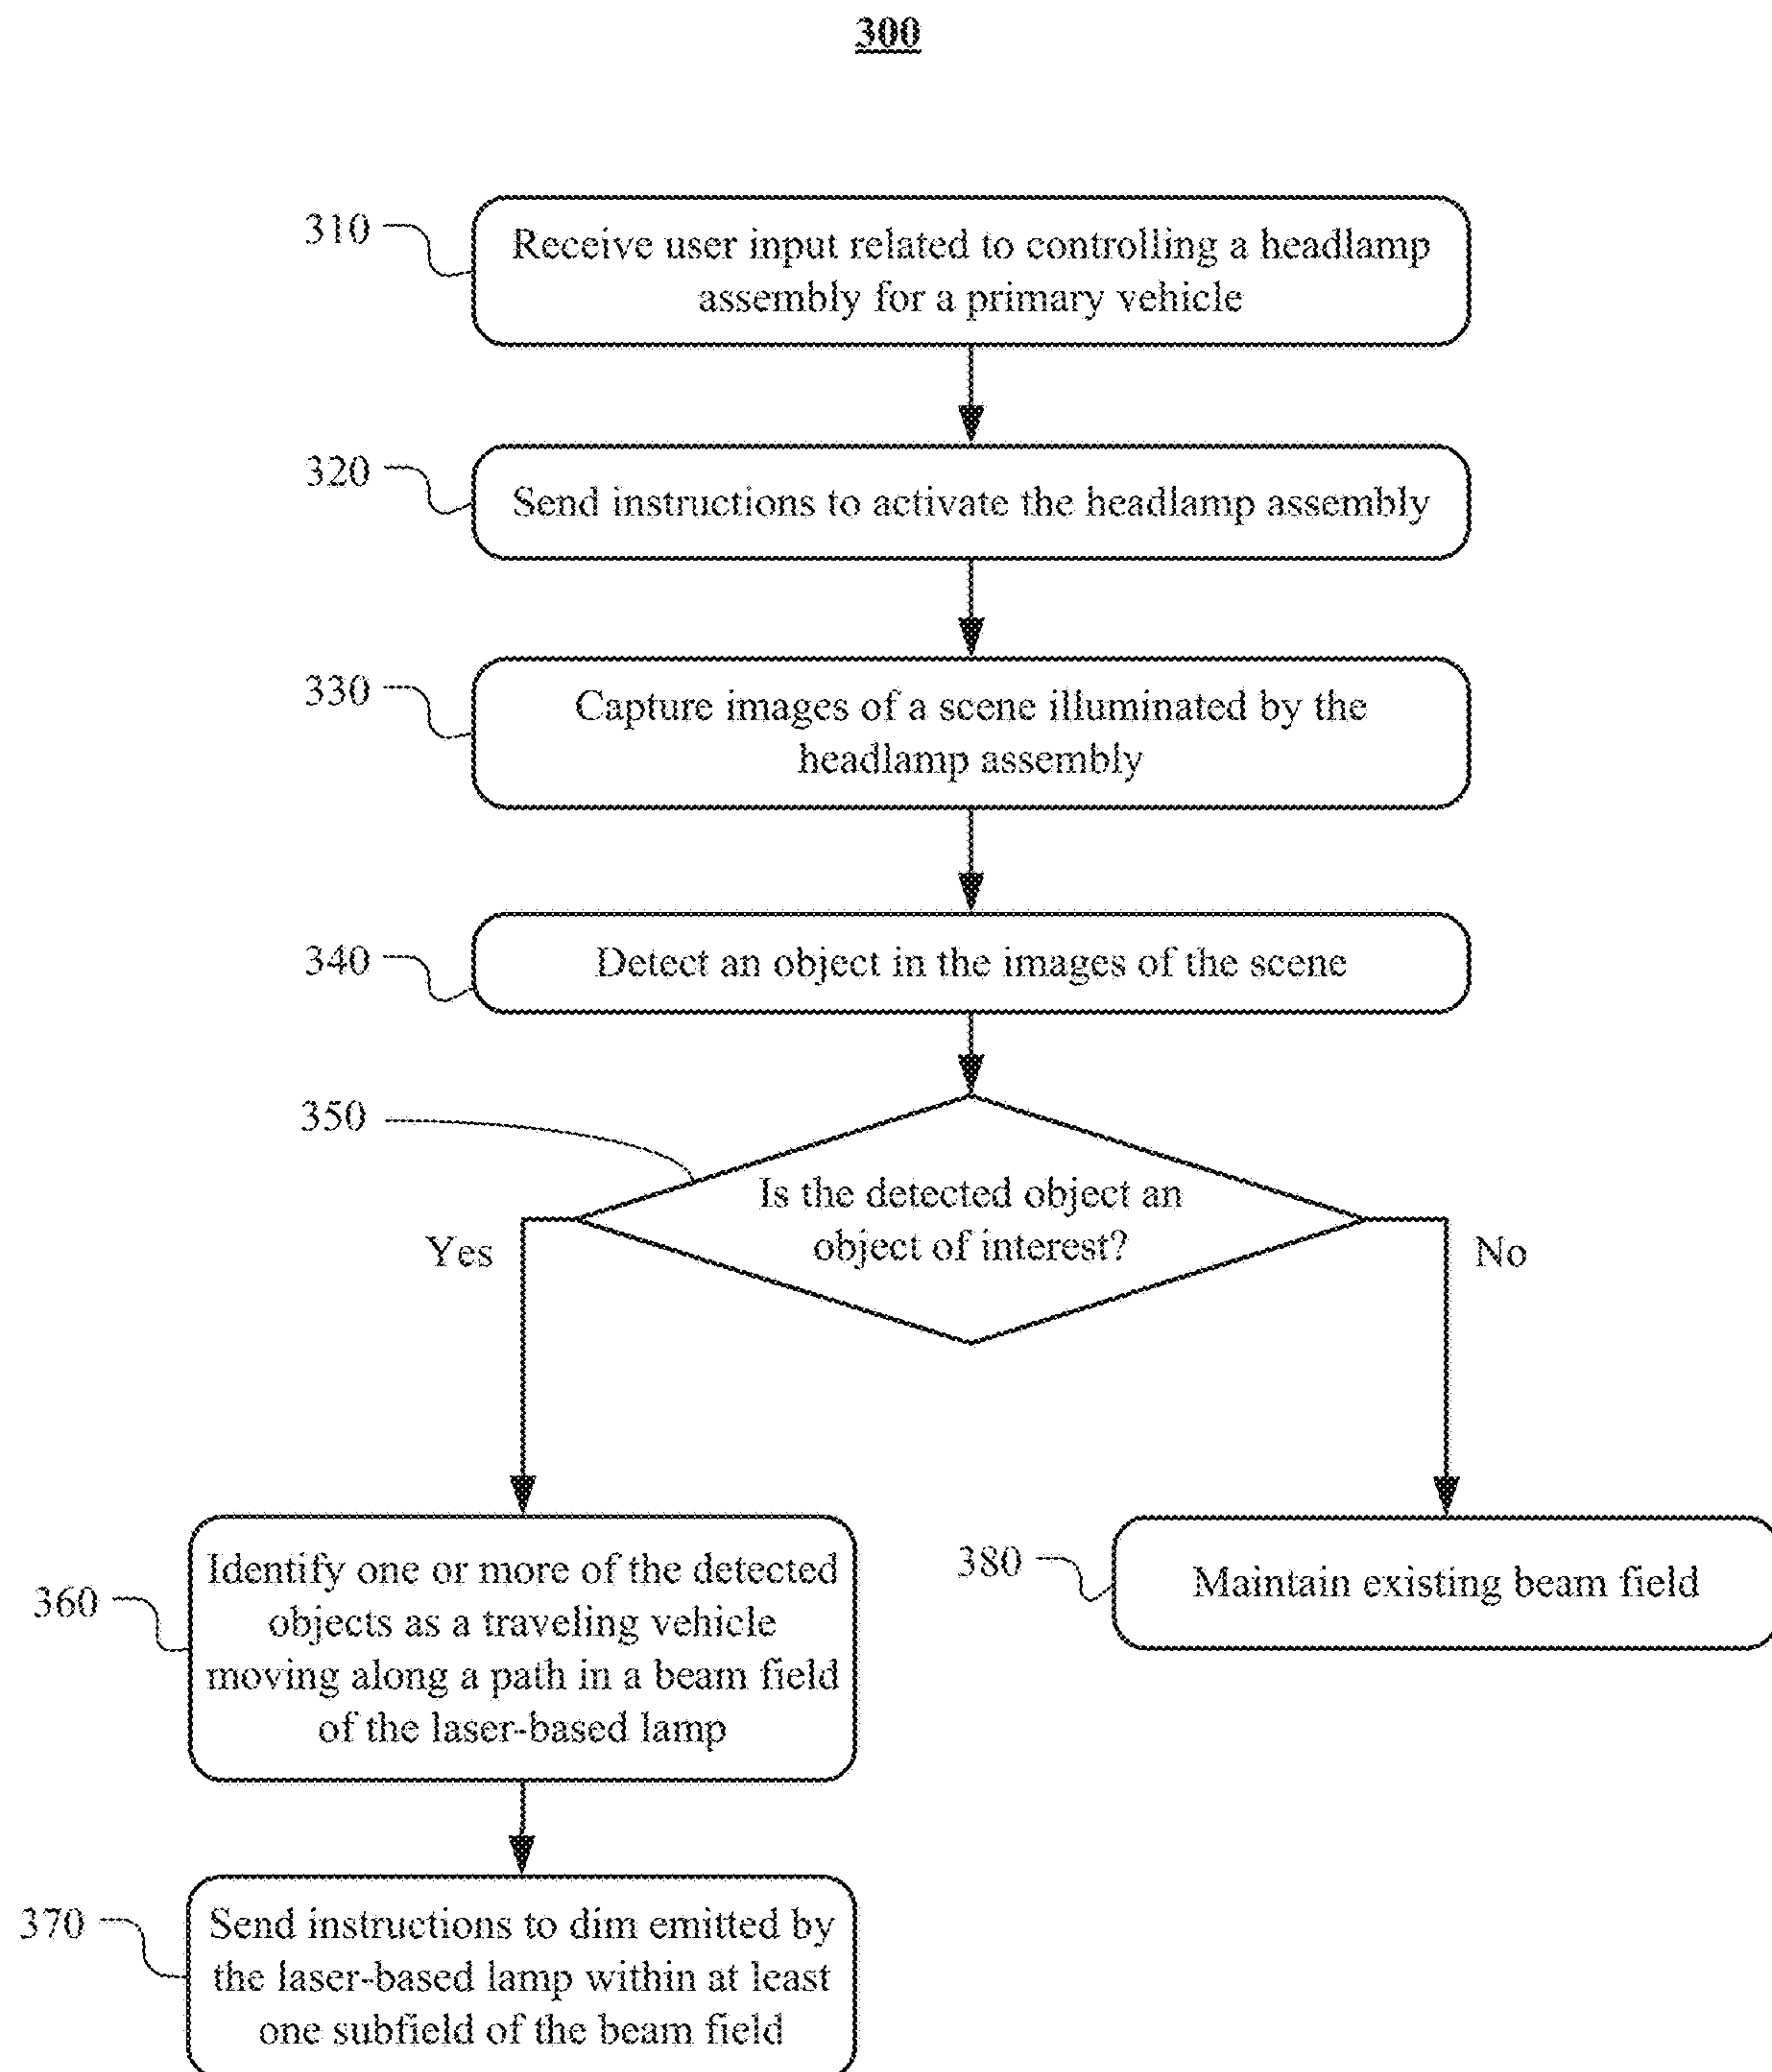 300
310
Receive user input related to controlling a headlamp
assembly for a primary vehicle
320
Send instructions to activate the headlamp assembly
330
Capture images of a scene illuminated by the
headlamp assembly
340
Detect an object in the images of the scene
350
Is the detected object an
object of interest?
Yes
No
360
Identify one or more of the detected
objects as a traveling vehicle
moving along a path in a beam field
of the laser-based lamp
380
Maintain existing beam field
370
Send instructions to dim emitted by
the laser-based lamp within at least
one subfield of the beam field